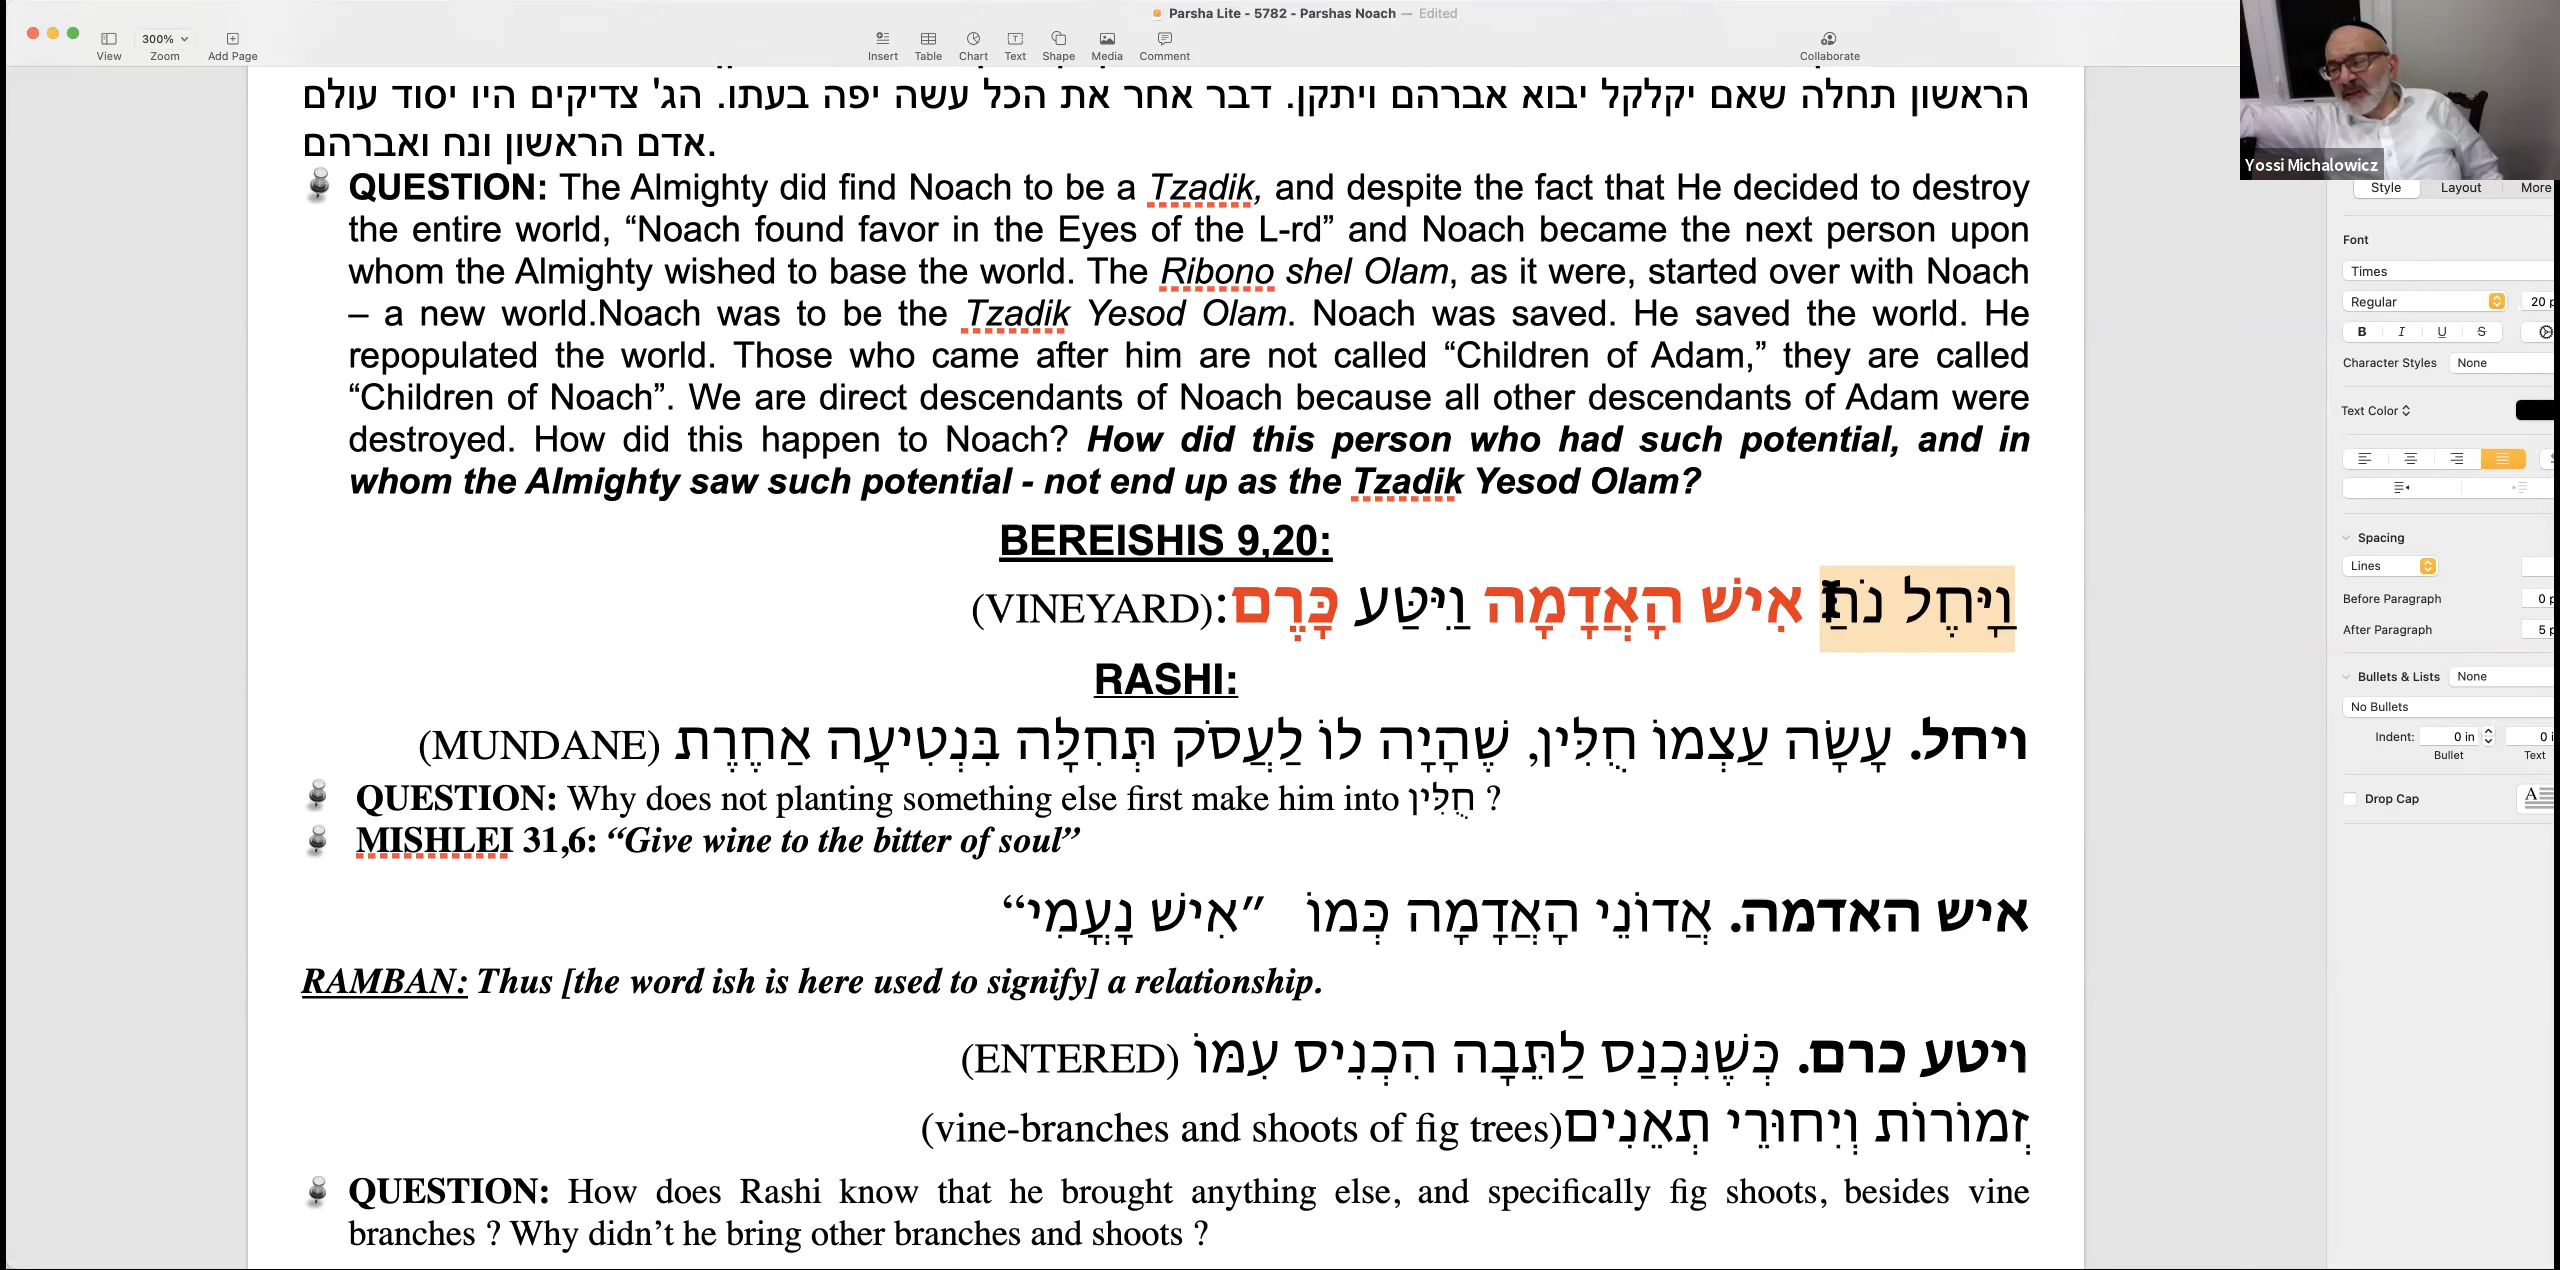 Parsha Lite - 5782 - Parshas Noach — Edited
View
300%
Zoom
Add Page
Insert
Table
Chart
Text
Shape
Media
Comment
Collaborate
Yossi Michalowicz
הראשון תחלה שאם יקלקל יבוא אברהם ויתקן. דבר אחר את הכל עשה יפה בעתו. הג' צדיקים היו יסוד עולם
אדם הראשון ונח ואברהם.
QUESTION: The Almighty did find Noach to be a Tzadik, and despite the fact that He decided to destroy
the entire world, “Noach found favor in the Eyes of the L-rd” and Noach became the next person upon
whom the Almighty wished to base the world. The Ribono shel Olam, as it were, started over with Noach
– a new world.Noach was to be the Tzadik Yesod Olam. Noach was saved. He saved the world. He
repopulated the world. Those who came after him are not called “Children of Adam,” they are called
“Children of Noach”. We are direct descendants of Noach because all other descendants of Adam were
destroyed. How did this happen to Noach? How did this person who had such potential, and in
whom the Almighty saw such potential - not end up as the Tzadik Yesod Olam?
BEREISHIS 9,20:
וַיָּחֶל נֹחַ אִישׁ הָאֲדָמָה וַיִּטַּע כָּרֶם: (VINEYARD)
RASHI:
ויחל. עָשָׂה עַצְמוֹ חֻלִּין, שֶׁהָיָה לוֹ לַעֲסֹק תְּחִלָּה בִּנְטִיעָה אַחֶרֶת (MUNDANE)
QUESTION: Why does not planting something else first make him into חֻלִּין ?
MISHLEI 31,6: “Give wine to the bitter of soul”
איש האדמה. אֲדוֹנֵי הָאֲדָמָה כְּמוֹ ”אִישׁ נָעֳמִי“
RAMBAN: Thus [the word ish is here used to signify] a relationship.
ויטע כרם. כְּשֶׁנִּכְנַס לַתֵּבָה הִכְנִיס עִמּוֹ (ENTERED)
זְמוֹרוֹת וְיִחוּרֵי תְאֵנִים(vine-branches and shoots of fig trees)
QUESTION: How does Rashi know that he brought anything else, and specifically fig shoots, besides vine
branches ? Why didn’t he bring other branches and shoots ?
Style
Layout
More
Font
Times
Regular
20 p
B I U S
Character Styles
None
Text Color
Spacing
Lines
Before Paragraph
0 p
After Paragraph
5 p
Bullets & Lists
None
No Bullets
Indent:
0 in
0 i
Bullet
Text
Drop Cap